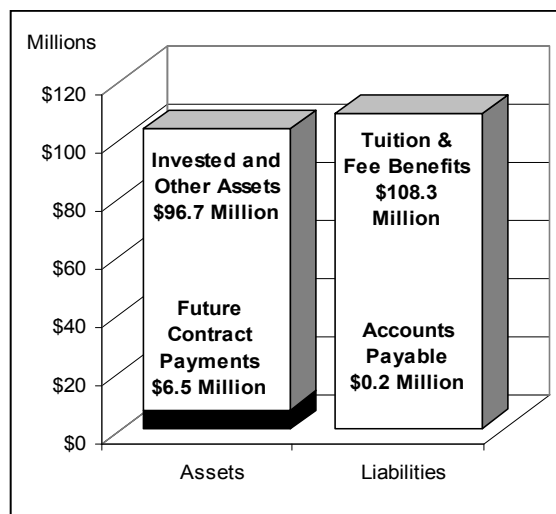 Millions
$120
$100
$80
$60
$40
$20
$0
Invested and
Other Assets
$96.7 Million
Future
Contract
Payments
$6.5 Million
Tuition &
Fee Benefits
$108.3
Million
Accounts
Payable
$0.2 Million
Assets
Liabilities